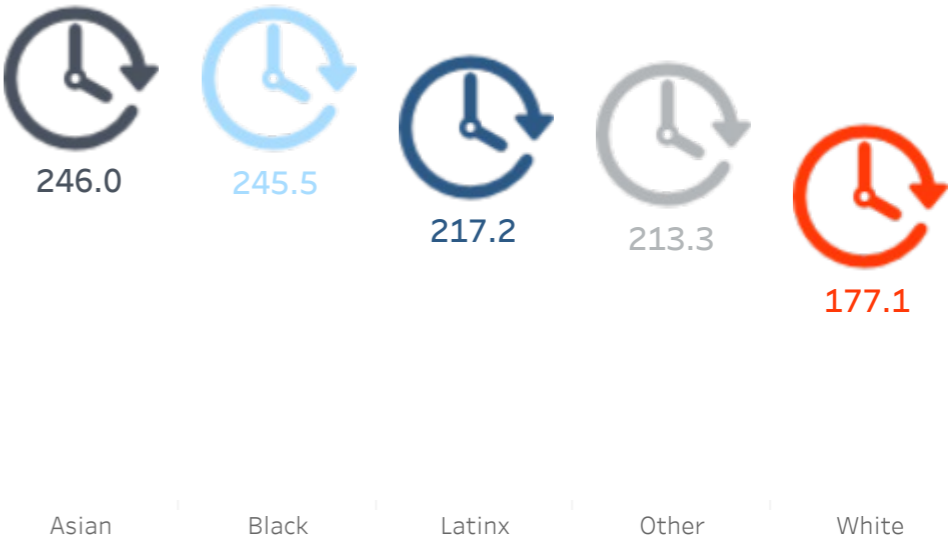 246.0
245.5
217.2
213.3
177.1
Asian
Black
Latinx
Other
White